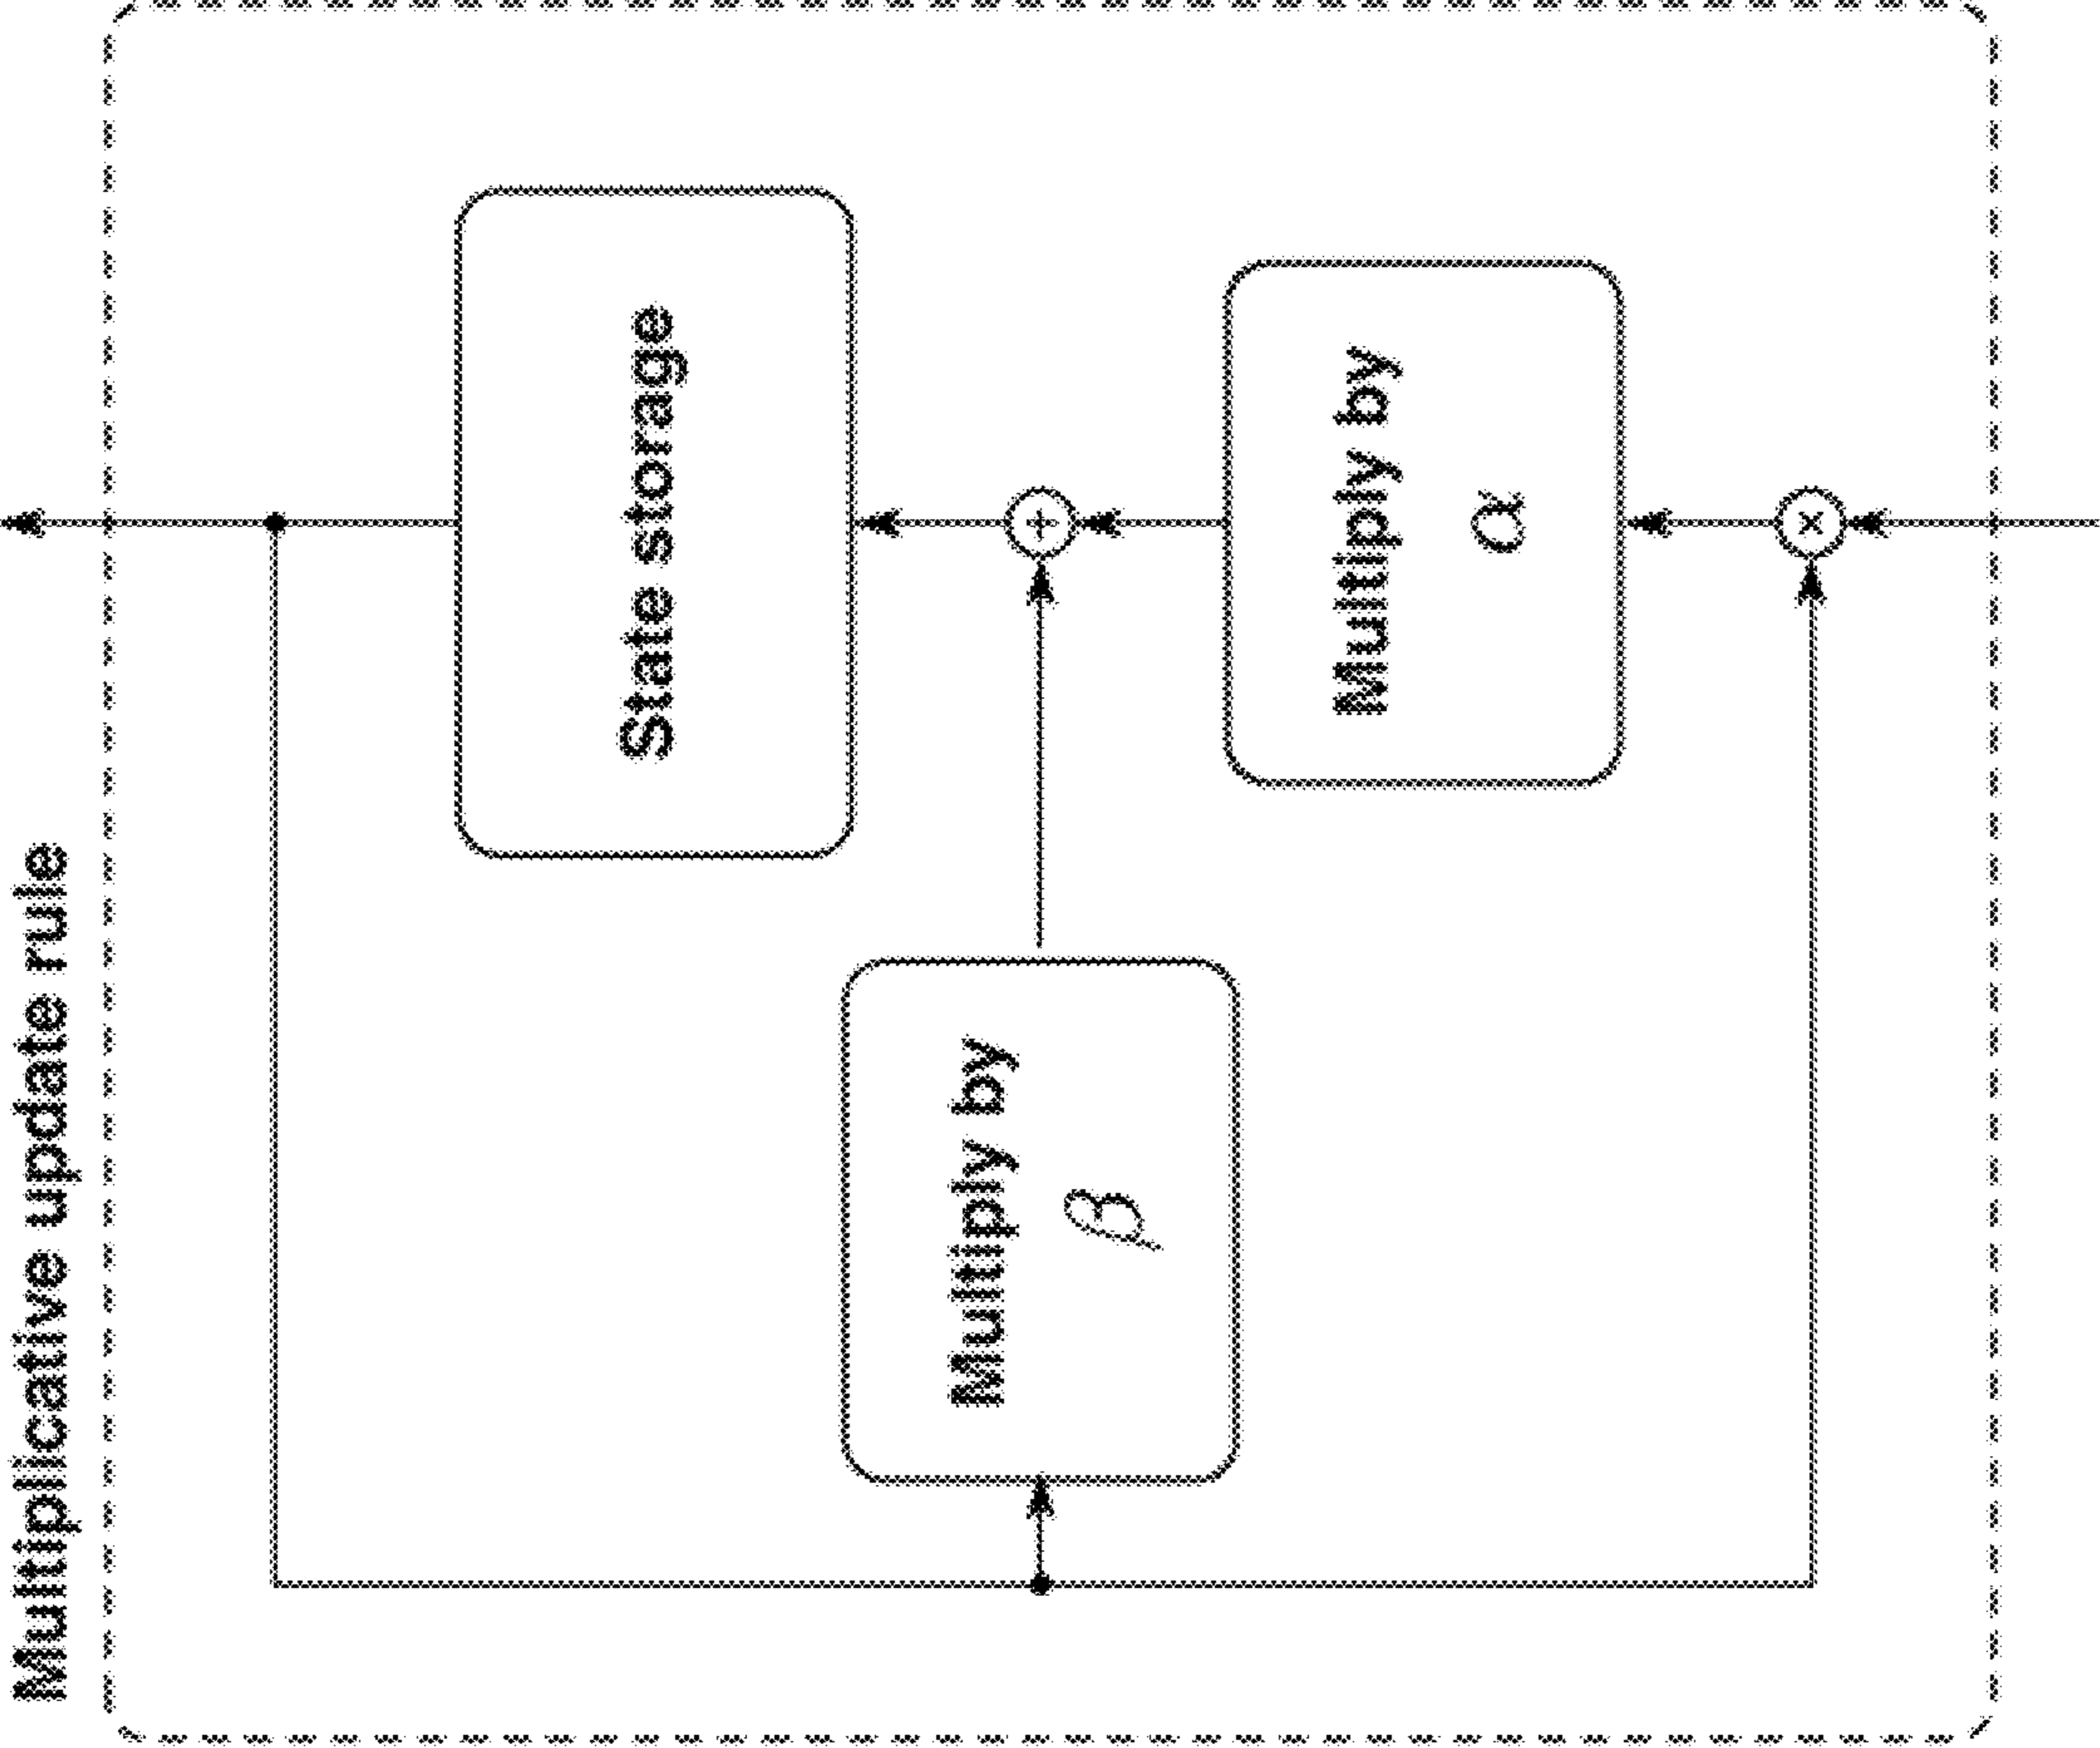 Multiplicative update rule
State storage
+
Multiply by
β
Multiply by
α
×